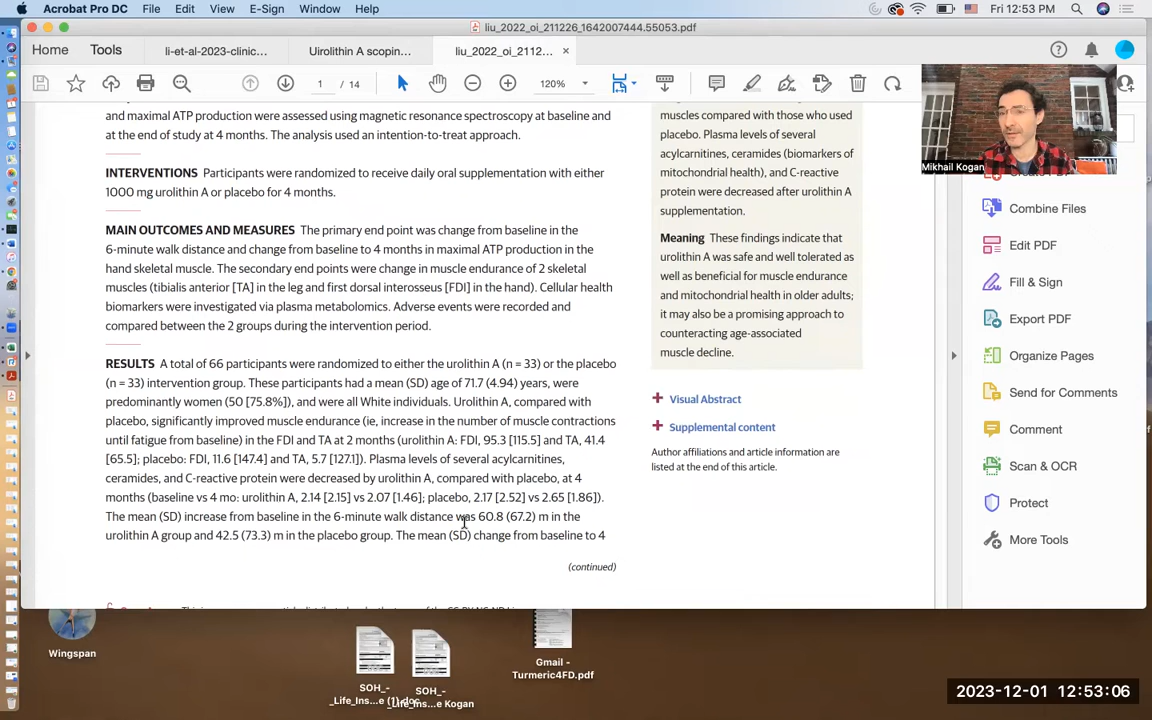 Acrobat Pro DC File Edit View E-Sign Window Help Fri 12:53 PM
liu_2022_oi_211226_1642007444.55053.pdf
Home Tools li-et-al-2023-clinic... Uirolithin A scopin... liu_2022_oi_2112... ×
1 / 14 120%
and maximal ATP production were assessed using magnetic resonance spectroscopy at baseline and
at the end of study at 4 months. The analysis used an intention-to-treat approach.
INTERVENTIONS Participants were randomized to receive daily oral supplementation with either
1000 mg urolithin A or placebo for 4 months.
MAIN OUTCOMES AND MEASURES The primary end point was change from baseline in the
6-minute walk distance and change from baseline to 4 months in maximal ATP production in the
hand skeletal muscle. The secondary end points were change in muscle endurance of 2 skeletal
muscles (tibialis anterior [TA] in the leg and first dorsal interosseus [FDI] in the hand). Cellular health
biomarkers were investigated via plasma metabolomics. Adverse events were recorded and
compared between the 2 groups during the intervention period.
RESULTS A total of 66 participants were randomized to either the urolithin A (n = 33) or the placebo
(n = 33) intervention group. These participants had a mean (SD) age of 71.7 (4.94) years, were
predominantly women (50 [75.8%]), and were all White individuals. Urolithin A, compared with
placebo, significantly improved muscle endurance (ie, increase in the number of muscle contractions
until fatigue from baseline) in the FDI and TA at 2 months (urolithin A: FDI, 95.3 [115.5] and TA, 41.4
[65.5]; placebo: FDI, 11.6 [147.4] and TA, 5.7 [127.1]). Plasma levels of several acylcarnitines,
ceramides, and C-reactive protein were decreased by urolithin A, compared with placebo, at 4
months (baseline vs 4 mo: urolithin A, 2.14 [2.15] vs 2.07 [1.46]; placebo, 2.17 [2.52] vs 2.65 [1.86]).
The mean (SD) increase from baseline in the 6-minute walk distance was 60.8 (67.2) m in the
urolithin A group and 42.5 (73.3) m in the placebo group. The mean (SD) change from baseline to 4
(continued)
muscles compared with those who used
placebo. Plasma levels of several
acylcarnitines, ceramides (biomarkers of
mitochondrial health), and C-reactive
protein were decreased after urolithin A
supplementation.
Meaning These findings indicate that
urolithin A was safe and well tolerated as
well as beneficial for muscle endurance
and mitochondrial health in older adults;
it may also be a promising approach to
counteracting age-associated
muscle decline.
+ Visual Abstract
+ Supplemental content
Author affiliations and article information are
listed at the end of this article.
Mikhail Kogan
Combine Files
Edit PDF
Fill & Sign
Export PDF
Organize Pages
Send for Comments
Comment
Scan & OCR
Protect
More Tools
Wingspan
SOH_-
_Life_Ins...e (1).doc
SOH_-
_Life_Ins...e Kogan
Gmail -
Turmeric4FD.pdf
2023-12-01 12:53:06